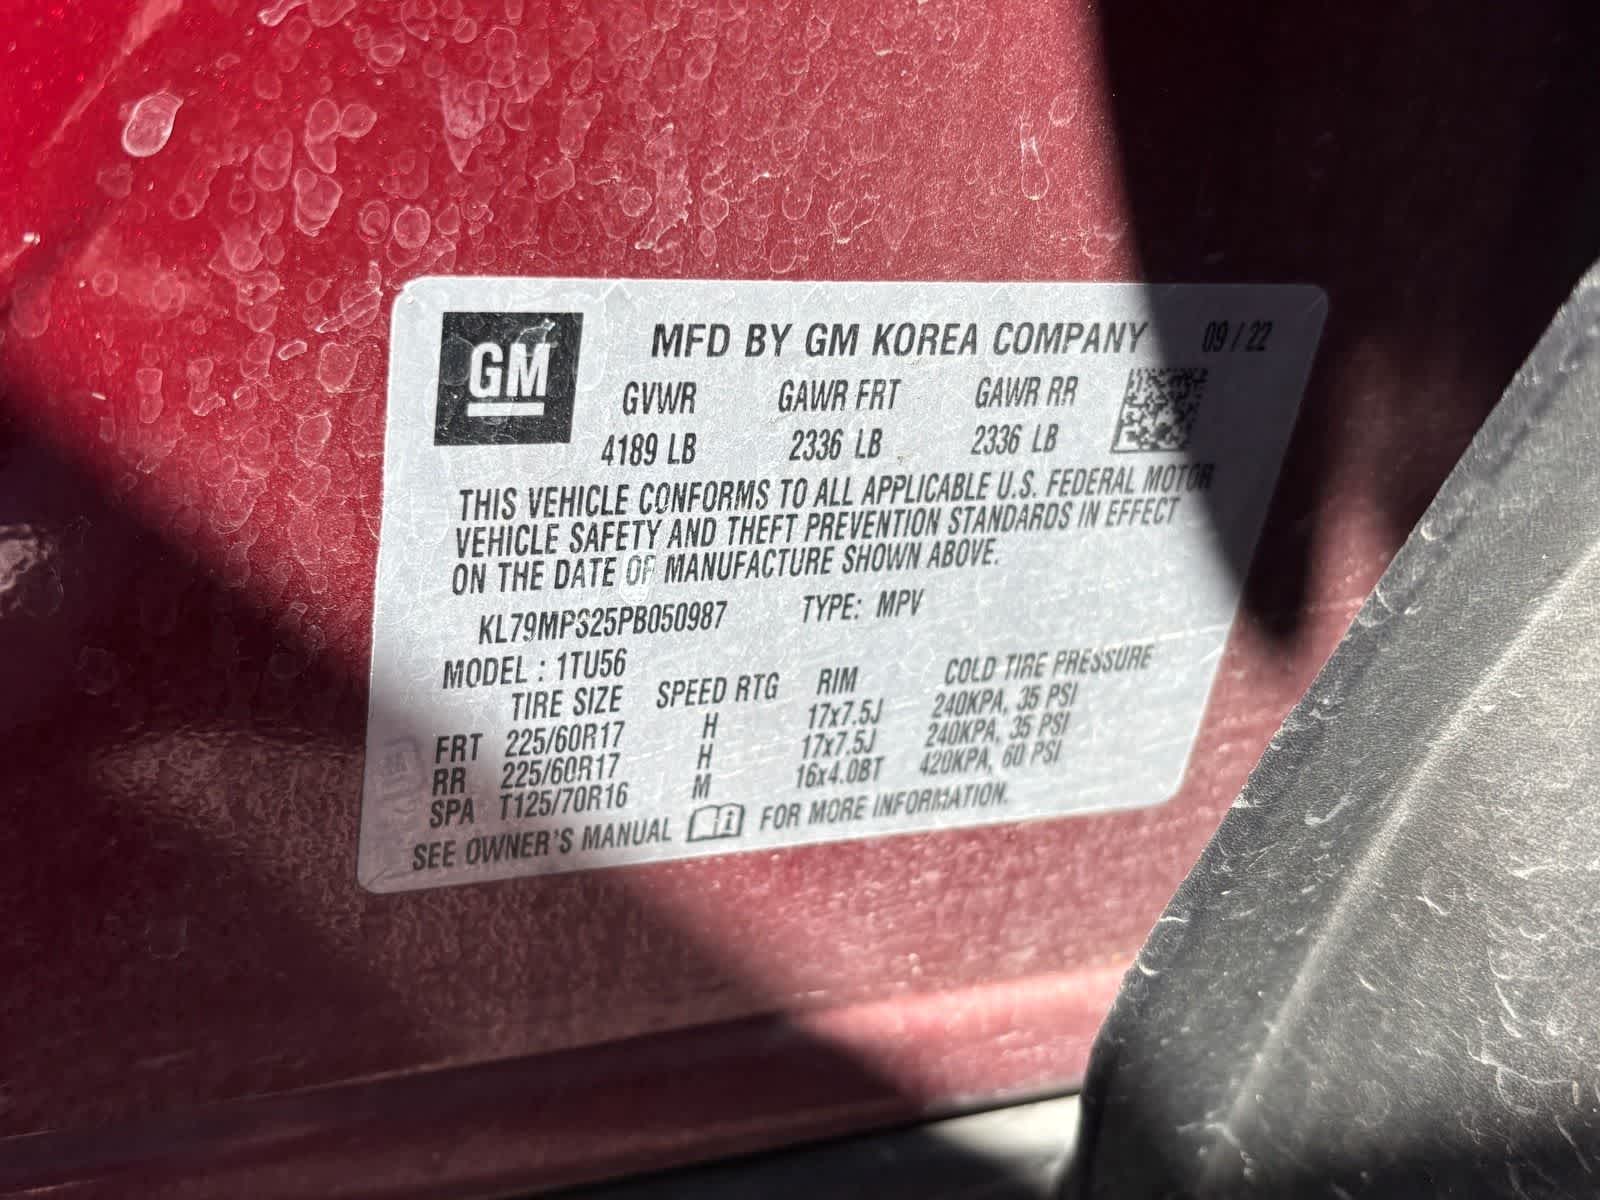 GM MFD BY GM KOREA COMPANY 09 / 22
GVWR GAWR FRT GAWR RR
4189 LB 2336 LB 2336 LB
THIS VEHICLE CONFORMS TO ALL APPLICABLE U.S. FEDERAL MOTOR
VEHICLE SAFETY AND THEFT PREVENTION STANDARDS IN EFFECT
ON THE DATE OF MANUFACTURE SHOWN ABOVE.
KL79MPS25PB050987 TYPE: MPV
MODEL : 1TU56
TIRE SIZE SPEED RTG RIM COLD TIRE PRESSURE
FRT 225/60R17 H 17x7.5J 240KPA, 35 PSI
RR 225/60R17 H 17x7.5J 240KPA, 35 PSI
SPA T125/70R16 M 16x4.0BT 420KPA, 60 PSI
SEE OWNER'S MANUAL i FOR MORE INFORMATION.